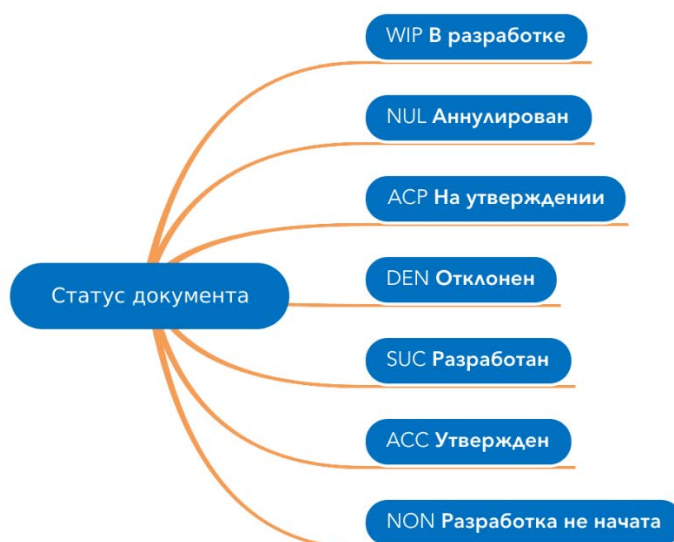 WIP В разработке
NUL Аннулирован
ACP На утверждении
Статус документа
DEN Отклонен
SUC Разработан
ACC Утвержден
NON Разработка не начата